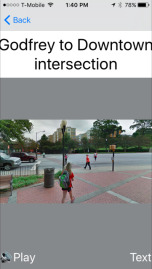 T-Mobile 1:40 PM 78%
Back
Godfrey to Downtown
intersection
Play
Text